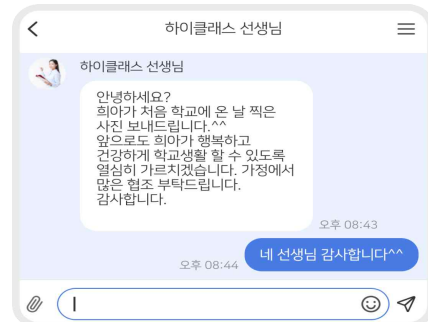 하이클래스 선생님
하이클래스 선생님
안녕하세요?
희아가 처음 학교에 온 날 찍은
사진 보내드립니다.^^
앞으로도 희아가 행복하고
건강하게 학교생활 할 수 있도록
열심히 가르치겠습니다. 가정에서
많은 협조 부탁드립니다.
감사합니다.
오후 08:43
오후 08:44
네 선생님 감사합니다^^